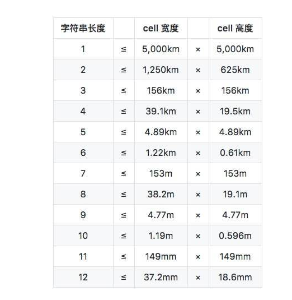 字符串长度 cell 宽度 cell 高度
1 ≤ 5,000km × 5,000km
2 ≤ 1,250km × 625km
3 ≤ 156km × 156km
4 ≤ 39.1km × 19.5km
5 ≤ 4.89km × 4.89km
6 ≤ 1.22km × 0.61km
7 ≤ 153m × 153m
8 ≤ 38.2m × 19.1m
9 ≤ 4.77m × 4.77m
10 ≤ 1.19m × 0.596m
11 ≤ 149mm × 149mm
12 ≤ 37.2mm × 18.6mm